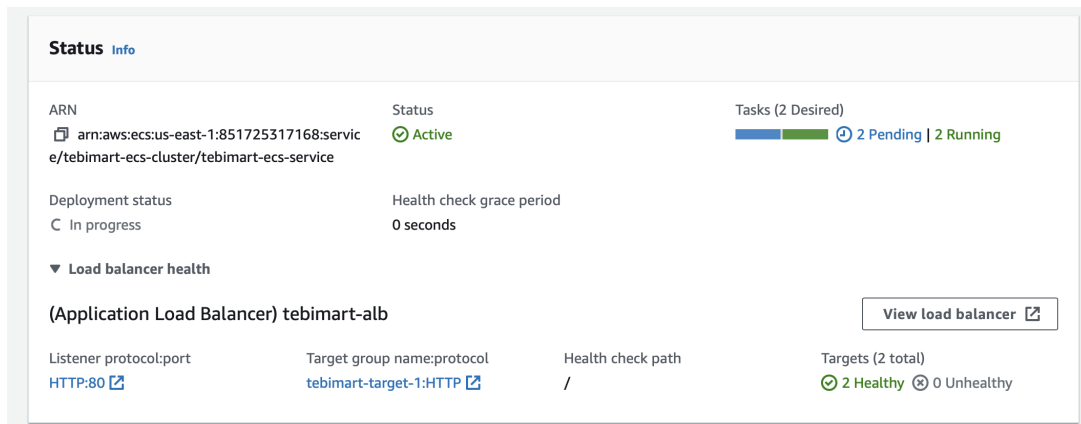 Status Info
ARN Status Tasks (2 Desired)
arn:aws:ecs:us-east-1:851725317168:servic Active 2 Pending | 2 Running
e/tebimart-ecs-cluster/tebimart-ecs-service
Deployment status Health check grace period
In progress 0 seconds
Load balancer health
(Application Load Balancer) tebimart-alb View load balancer
Listener protocol:port Target group name:protocol Health check path Targets (2 total)
HTTP:80 tebimart-target-1:HTTP / 2 Healthy 0 Unhealthy